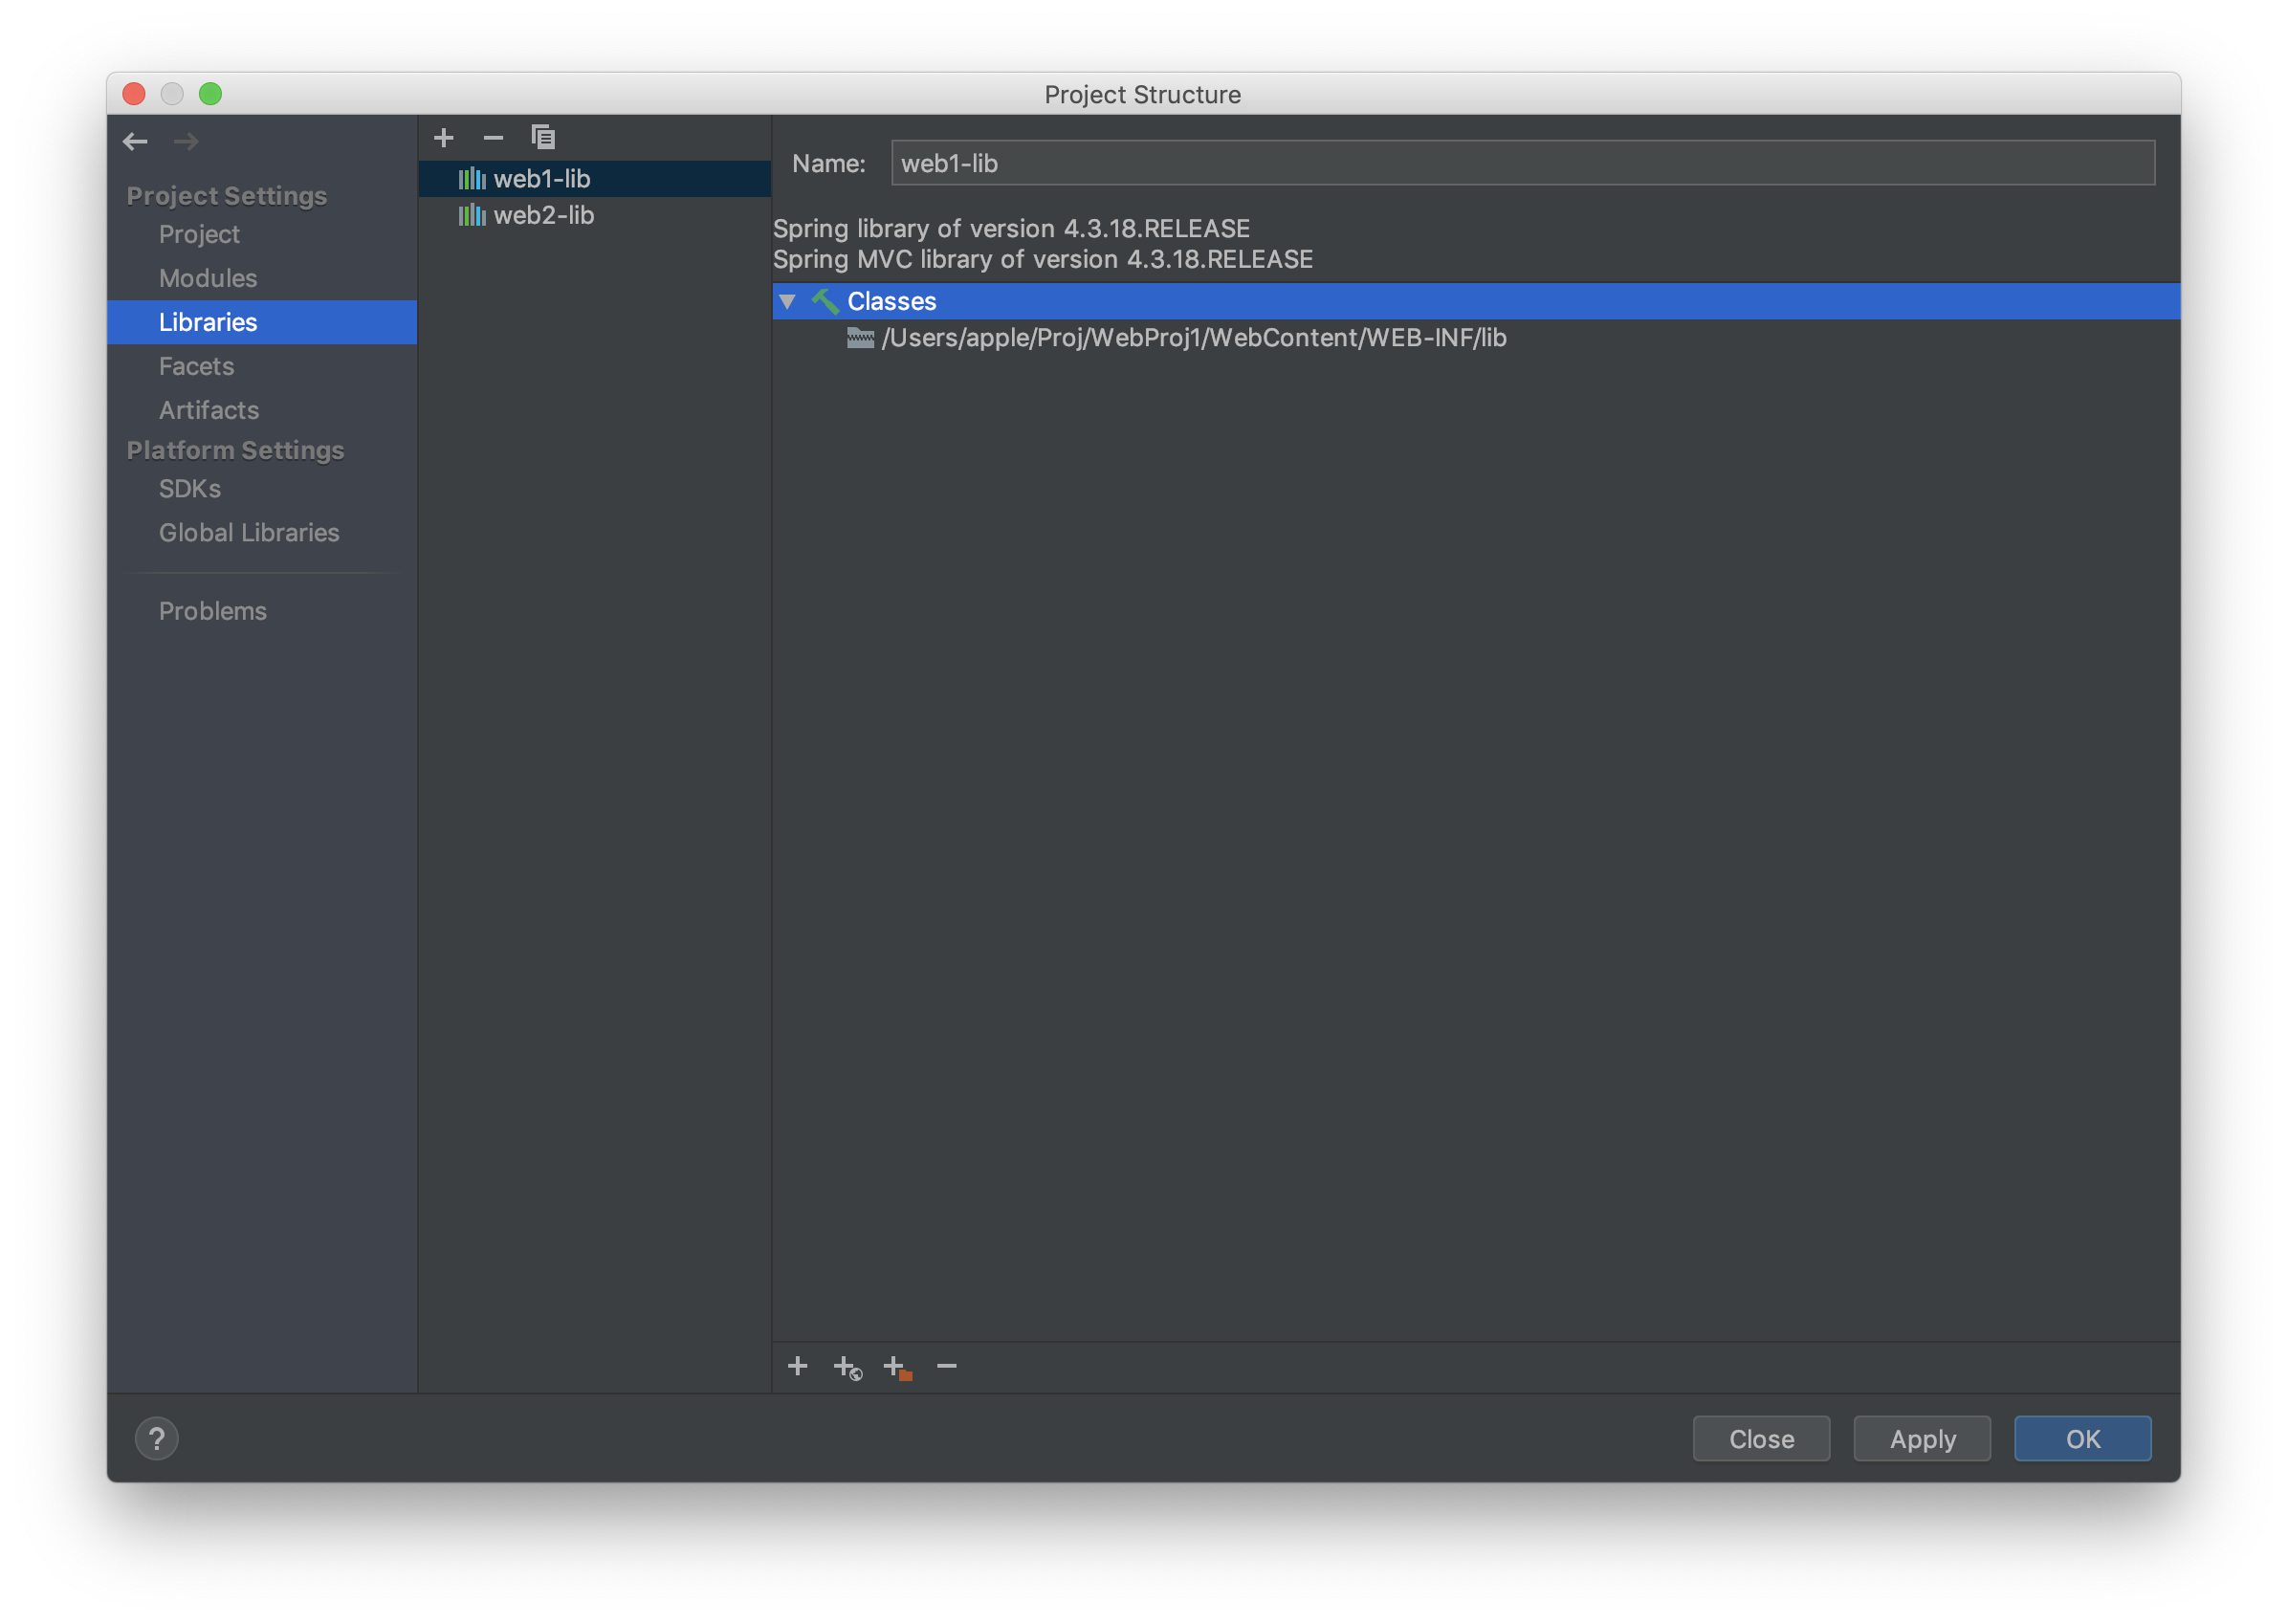 Project Structure
Project Settings
Project
Modules
Libraries
Facets
Artifacts
Platform Settings
SDKs
Global Libraries
Problems
web1-lib
web2-lib
Name: web1-lib
Spring library of version 4.3.18.RELEASE
Spring MVC library of version 4.3.18.RELEASE
Classes
/Users/apple/Proj/WebProj1/WebContent/WEB-INF/lib
?
Close Apply OK